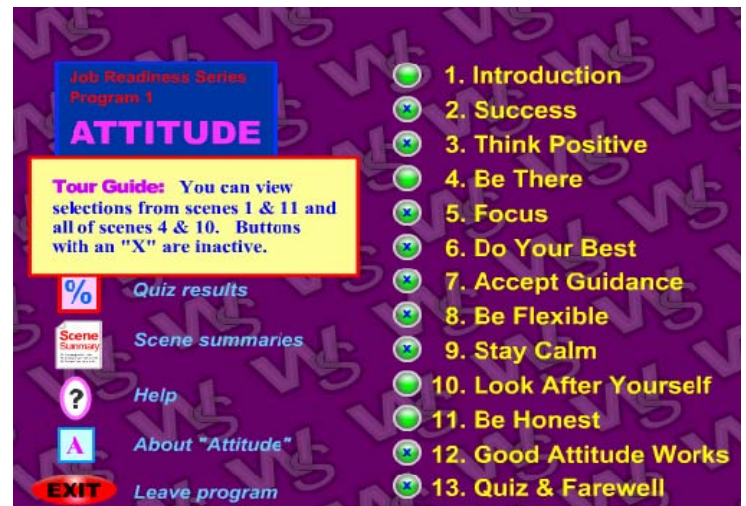 Job Readiness Series
Program 1
ATTITUDE
Tour Guide: You can view
selections from scenes 1 & 11 and
all of scenes 4 & 10. Buttons
with an "X" are inactive.
%
Quiz results
Scene
Summary
Scene summaries
?
Help
A
About "Attitude"
EXIT
Leave program
1. Introduction
x
2. Success
x
3. Think Positive
4. Be There
x
5. Focus
x
6. Do Your Best
x
7. Accept Guidance
x
8. Be Flexible
x
9. Stay Calm
10. Look After Yourself
11. Be Honest
x
12. Good Attitude Works
x
13. Quiz & Farewell